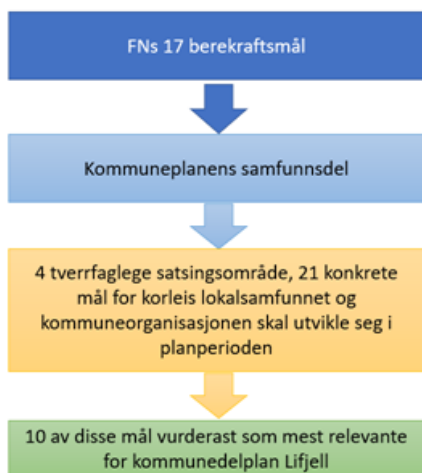 FNs 17 berekraftsmål
Kommuneplanens samfunnsdel
4 tverrfaglege satsingsområde, 21 konkrete
mål for korleis lokalsamfunnet og
kommuneorganisasjonen skal utvikle seg i
planperioden
10 av disse mål vurderast som mest relevante
for kommunedelplan Lifjell